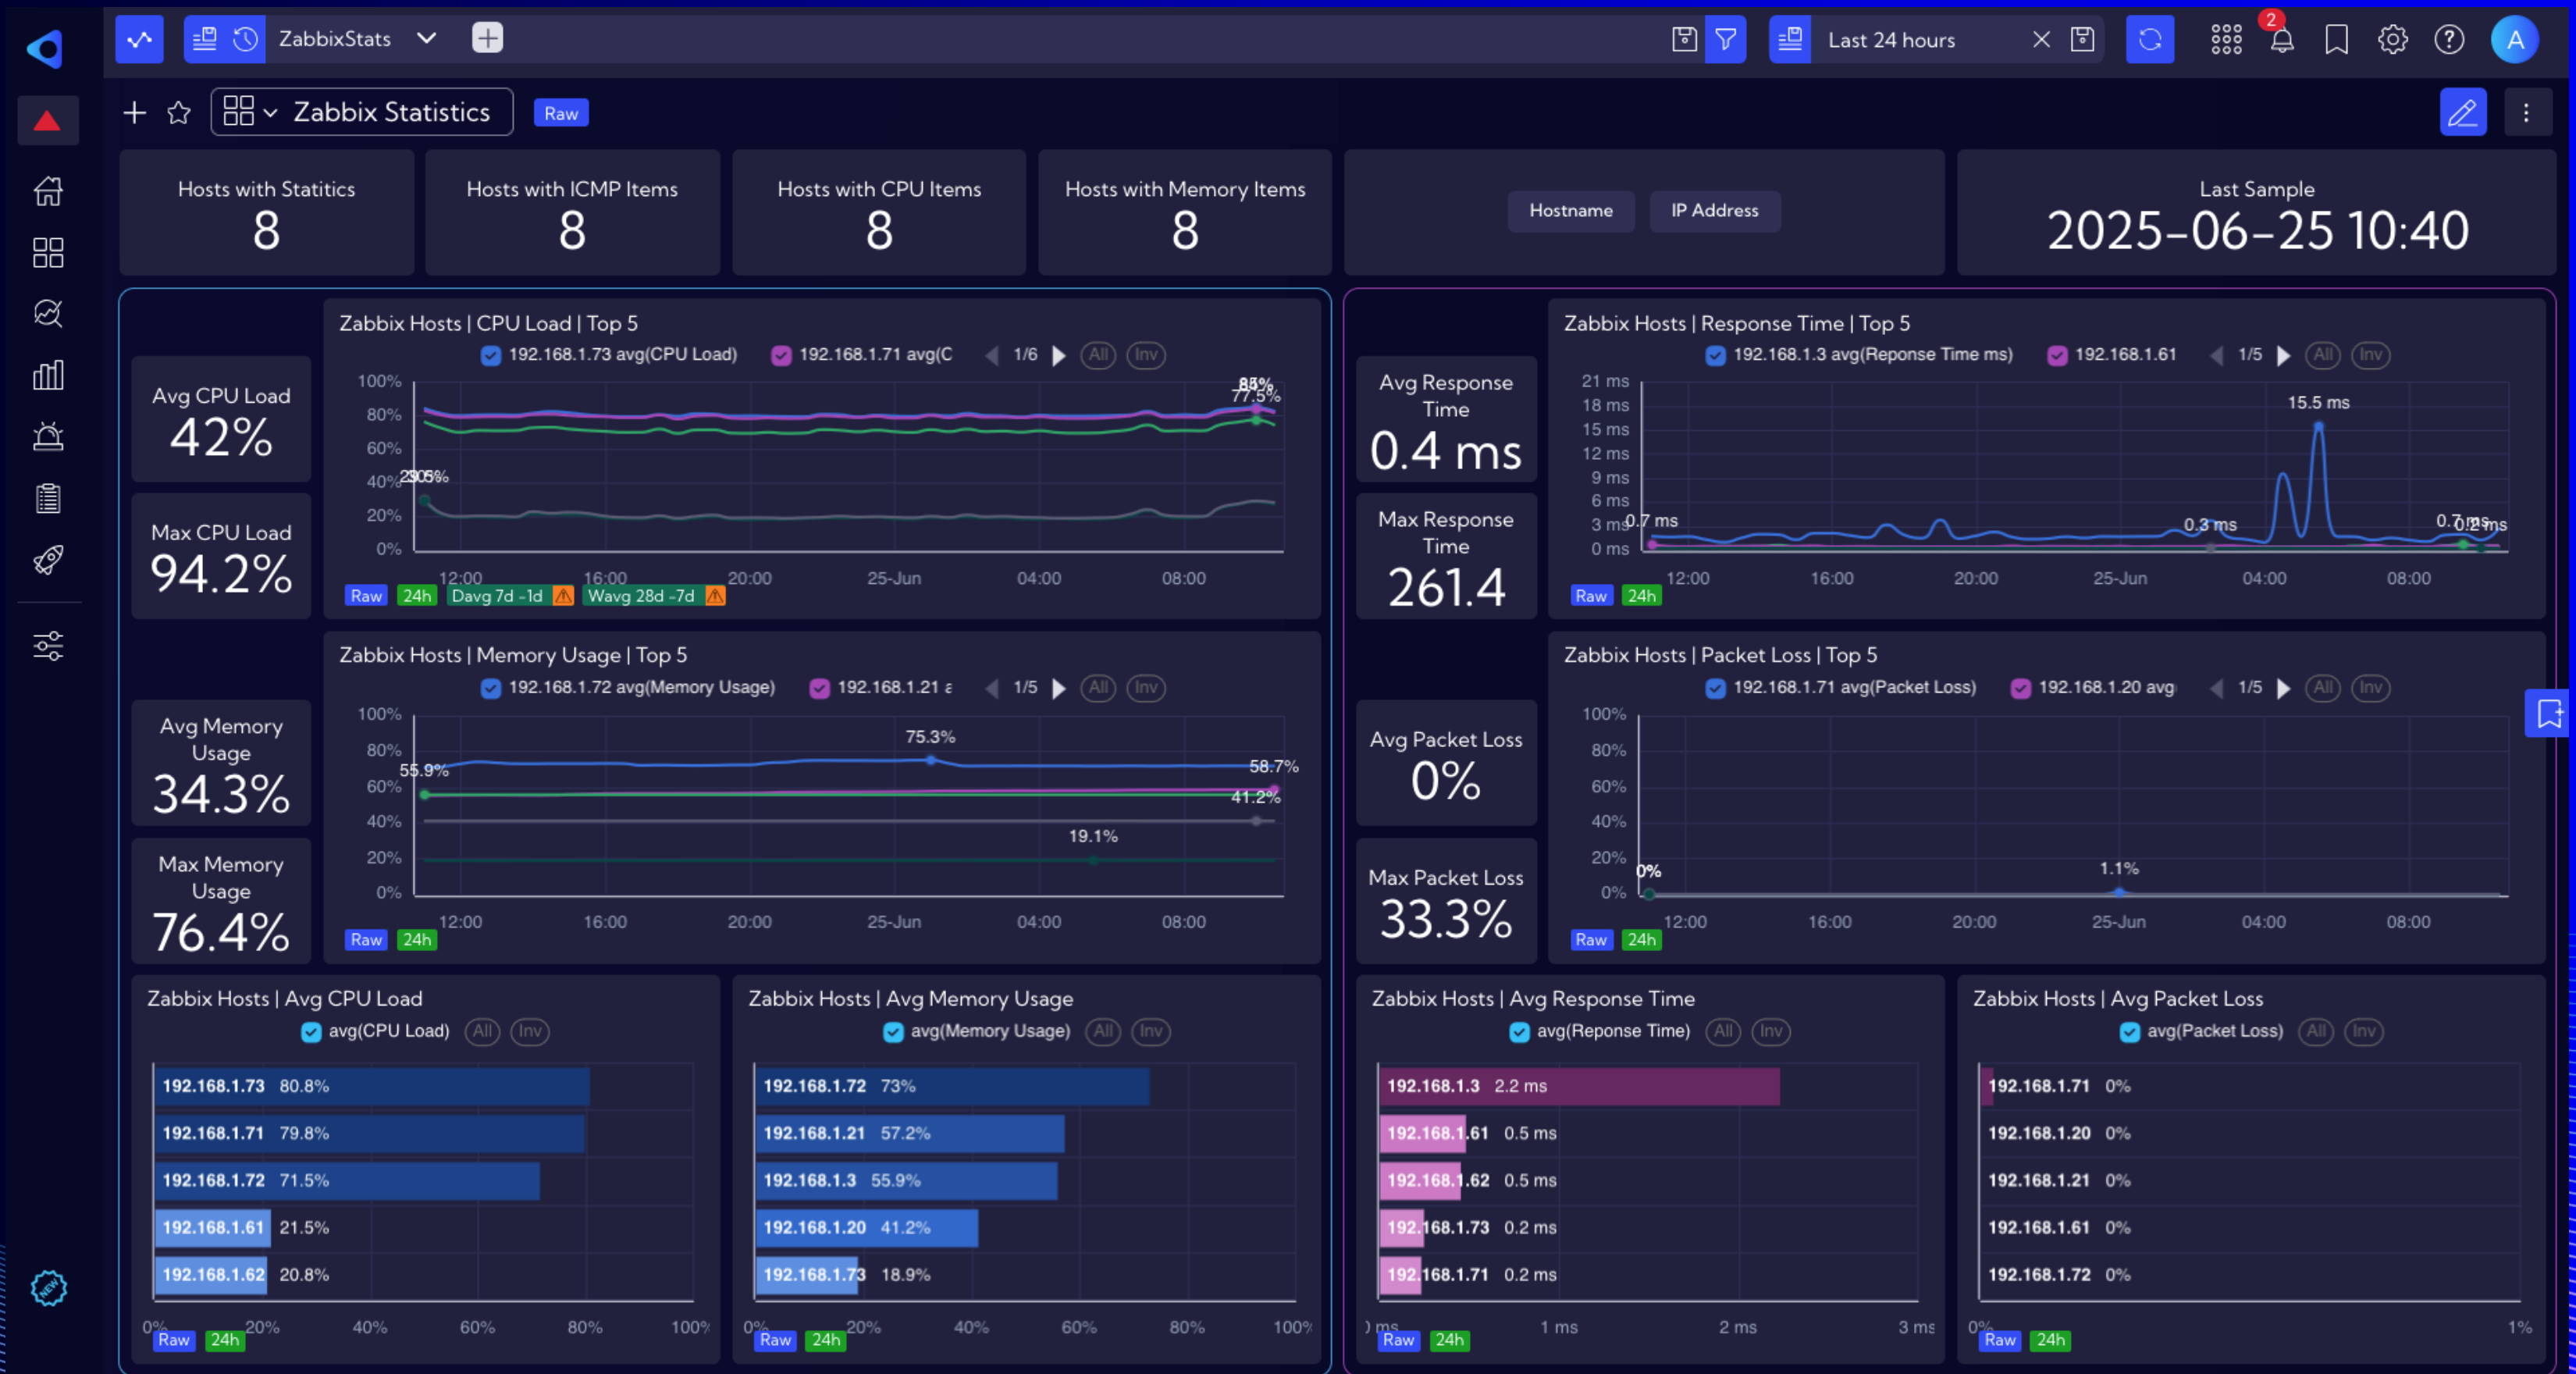 ZabbixStats
Last 24 hours
2
A
Zabbix Statistics
Raw
Hosts with Statitics
8
Hosts with ICMP Items
8
Hosts with CPU Items
8
Hosts with Memory Items
8
Hostname
IP Address
Last Sample
2025-06-25 10:40
Avg CPU Load
42%
Max CPU Load
94.2%
Zabbix Hosts | CPU Load | Top 5
192.168.1.73 avg(CPU Load) 192.168.1.71 avg(C 1/6 All Inv
100%
80%
60%
40%
20%
0%
77.5%
12:00 16:00 20:00 25-Jun 04:00 08:00
Raw 24h Davg 7d -1d Wavg 28d -7d
Avg Memory
Usage
34.3%
Max Memory
Usage
76.4%
Zabbix Hosts | Memory Usage | Top 5
192.168.1.72 avg(Memory Usage) 192.168.1.21 1/5 All Inv
100%
80%
60%
40%
20%
0%
55.9%
75.3%
58.7%
41.2%
19.1%
12:00 16:00 20:00 25-Jun 04:00 08:00
Raw 24h
Zabbix Hosts | Avg CPU Load
avg(CPU Load) All Inv
192.168.1.73 80.8%
192.168.1.71 79.8%
192.168.1.72 71.5%
192.168.1.61 21.5%
192.168.1.62 20.8%
0% 20% 40% 60% 80% 100%
Raw 24h
Zabbix Hosts | Avg Memory Usage
avg(Memory Usage) All Inv
192.168.1.72 73%
192.168.1.21 57.2%
192.168.1.3 55.9%
192.168.1.20 41.2%
192.168.1.73 18.9%
0% 20% 40% 60% 80% 100%
Raw 24h
Avg Response
Time
0.4 ms
Max Response
Time
261.4
Zabbix Hosts | Response Time | Top 5
192.168.1.3 avg(Reponse Time ms) 192.168.1.61 1/5 All Inv
21 ms
18 ms
15 ms
12 ms
9 ms
6 ms
3 ms
0 ms
0.7 ms
15.5 ms
0.3 ms
0.7 ms
0.2 ms
12:00 16:00 20:00 25-Jun 04:00 08:00
Raw 24h
Avg Packet Loss
0%
Max Packet Loss
33.3%
Zabbix Hosts | Packet Loss | Top 5
192.168.1.71 avg(Packet Loss) 192.168.1.20 avg 1/5 All Inv
100%
80%
60%
40%
20%
0%
0%
1.1%
12:00 16:00 20:00 25-Jun 04:00 08:00
Raw 24h
Zabbix Hosts | Avg Response Time
avg(Reponse Time) All Inv
192.168.1.3 2.2 ms
192.168.1.61 0.5 ms
192.168.1.62 0.5 ms
192.168.1.73 0.2 ms
192.168.1.71 0.2 ms
0 ms 1 ms 2 ms 3 ms
Raw 24h
Zabbix Hosts | Avg Packet Loss
avg(Packet Loss) All Inv
192.168.1.71 0%
192.168.1.20 0%
192.168.1.21 0%
192.168.1.61 0%
192.168.1.72 0%
0% 1%
Raw 24h
NEW